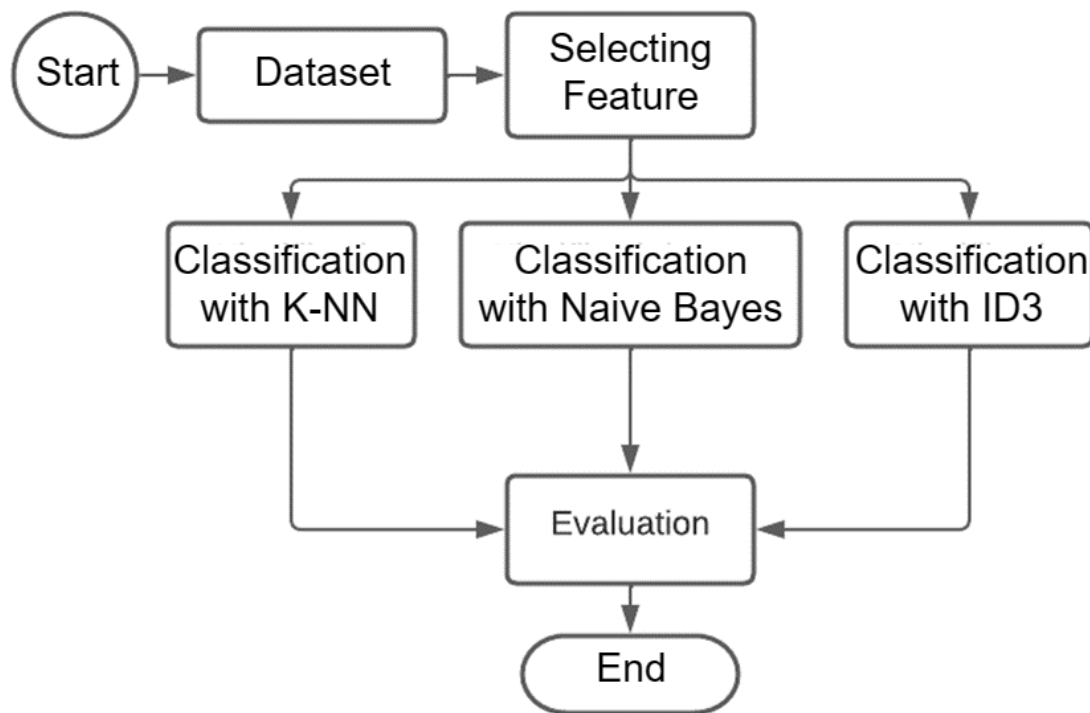 Start
Dataset
Selecting
Feature
Classification
with K-NN
Classification
with Naive Bayes
Classification
with ID3
Evaluation
End